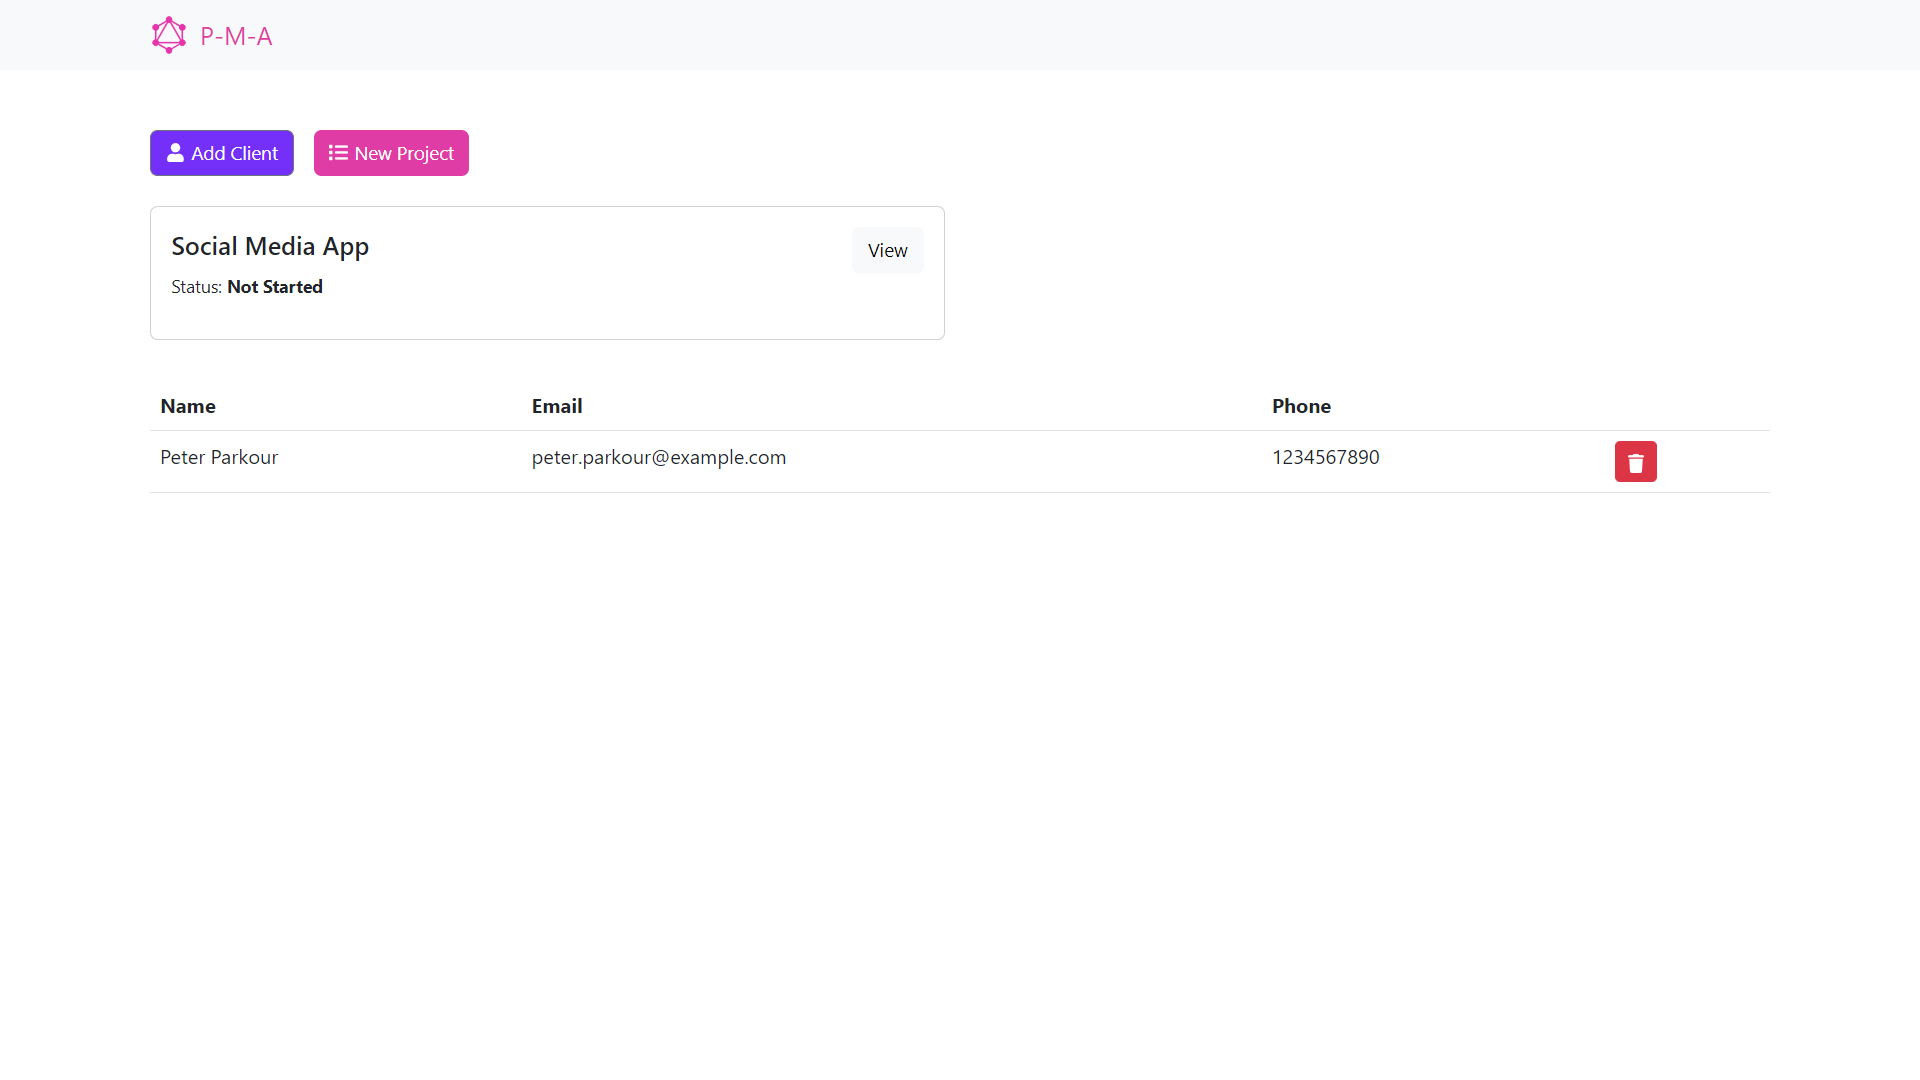 P-M-A
Add Client New Project
Social Media App View
Status: Not Started
Name Email Phone
Peter Parkour peter.parkour@example.com 1234567890